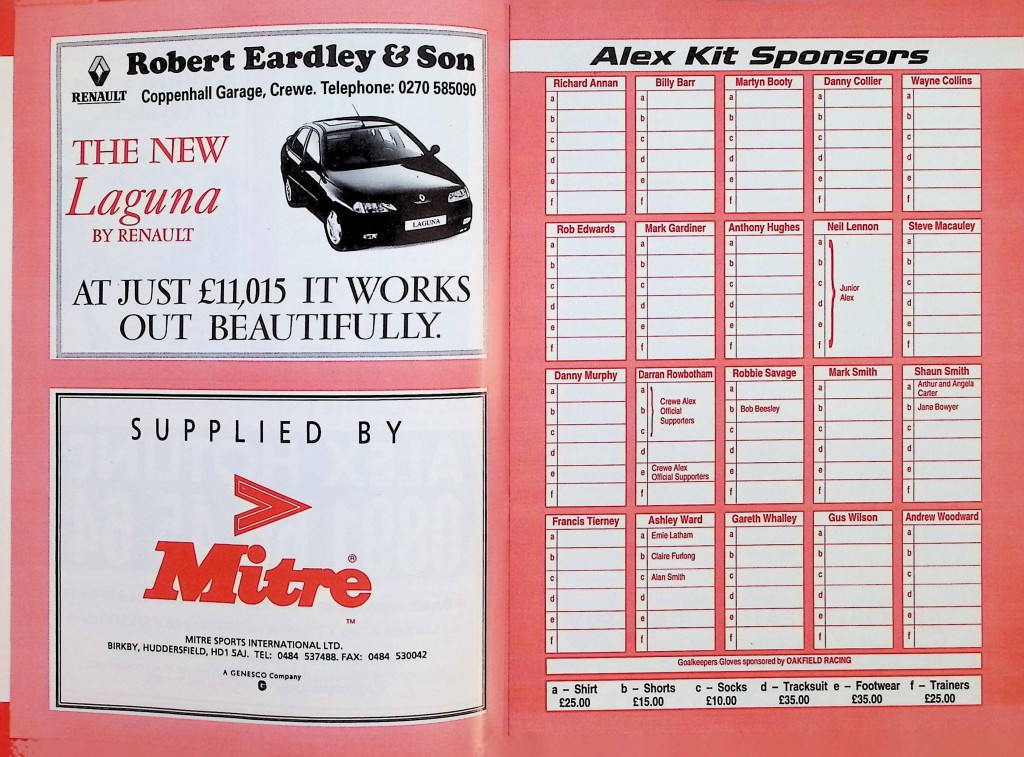 Robert Eardley & Son
RENAULT
Coppenhall Garage, Crewe. Telephone: 0270 585090
THE NEW
Laguna
BY RENAULT
LAGUNA
AT JUST £11,015 IT WORKS
OUT BEAUTIFULLY.
SUPPLIED BY
Mitre ®
TM
MITRE SPORTS INTERNATIONAL LTD.
BIRKBY, HUDDERSFIELD, HD1 5AJ. TEL: 0484 537488. FAX: 0484 530042
A GENESCO Company
G
Alex Kit Sponsors
Richard Annan
a
b
c
d
e
f
Billy Barr
a
b
c
d
e
f
Martyn Booty
a
b
c
d
e
f
Danny Collier
a
b
c
d
e
f
Wayne Collins
a
b
c
d
e
f
Rob Edwards
a
b
c
d
e
f
Mark Gardiner
a
b
c
d
e
f
Anthony Hughes
a
b
c
d
e
f
Neil Lennon
a
b
c
d
e
f
Junior
Alex
Steve Macauley
a
b
c
d
e
f
Danny Murphy
a
b
c
d
e
f
Darran Rowbotham
a
b
c
Crewe Alex
Official
Supporters
d
e Crewe Alex
Official Supporters
f
Robbie Savage
a
b Bob Beesley
c
d
e
f
Mark Smith
a
b
c
d
e
f
Shaun Smith
a Arthur and Angela
Carter
b Jane Bowyer
c
d
e
f
Francis Tierney
a
b
c
d
e
f
Ashley Ward
a Ernie Latham
b Claire Furlong
c Alan Smith
d
e
f
Gareth Whalley
a
b
c
d
e
f
Gus Wilson
a
b
c
d
e
f
Andrew Woodward
a
b
c
d
e
f
Goalkeepers Gloves sponsored by OAKFIELD RACING
a – Shirt b – Shorts c – Socks d – Tracksuit e – Footwear f – Trainers
£25.00 £15.00 £10.00 £35.00 £35.00 £25.00